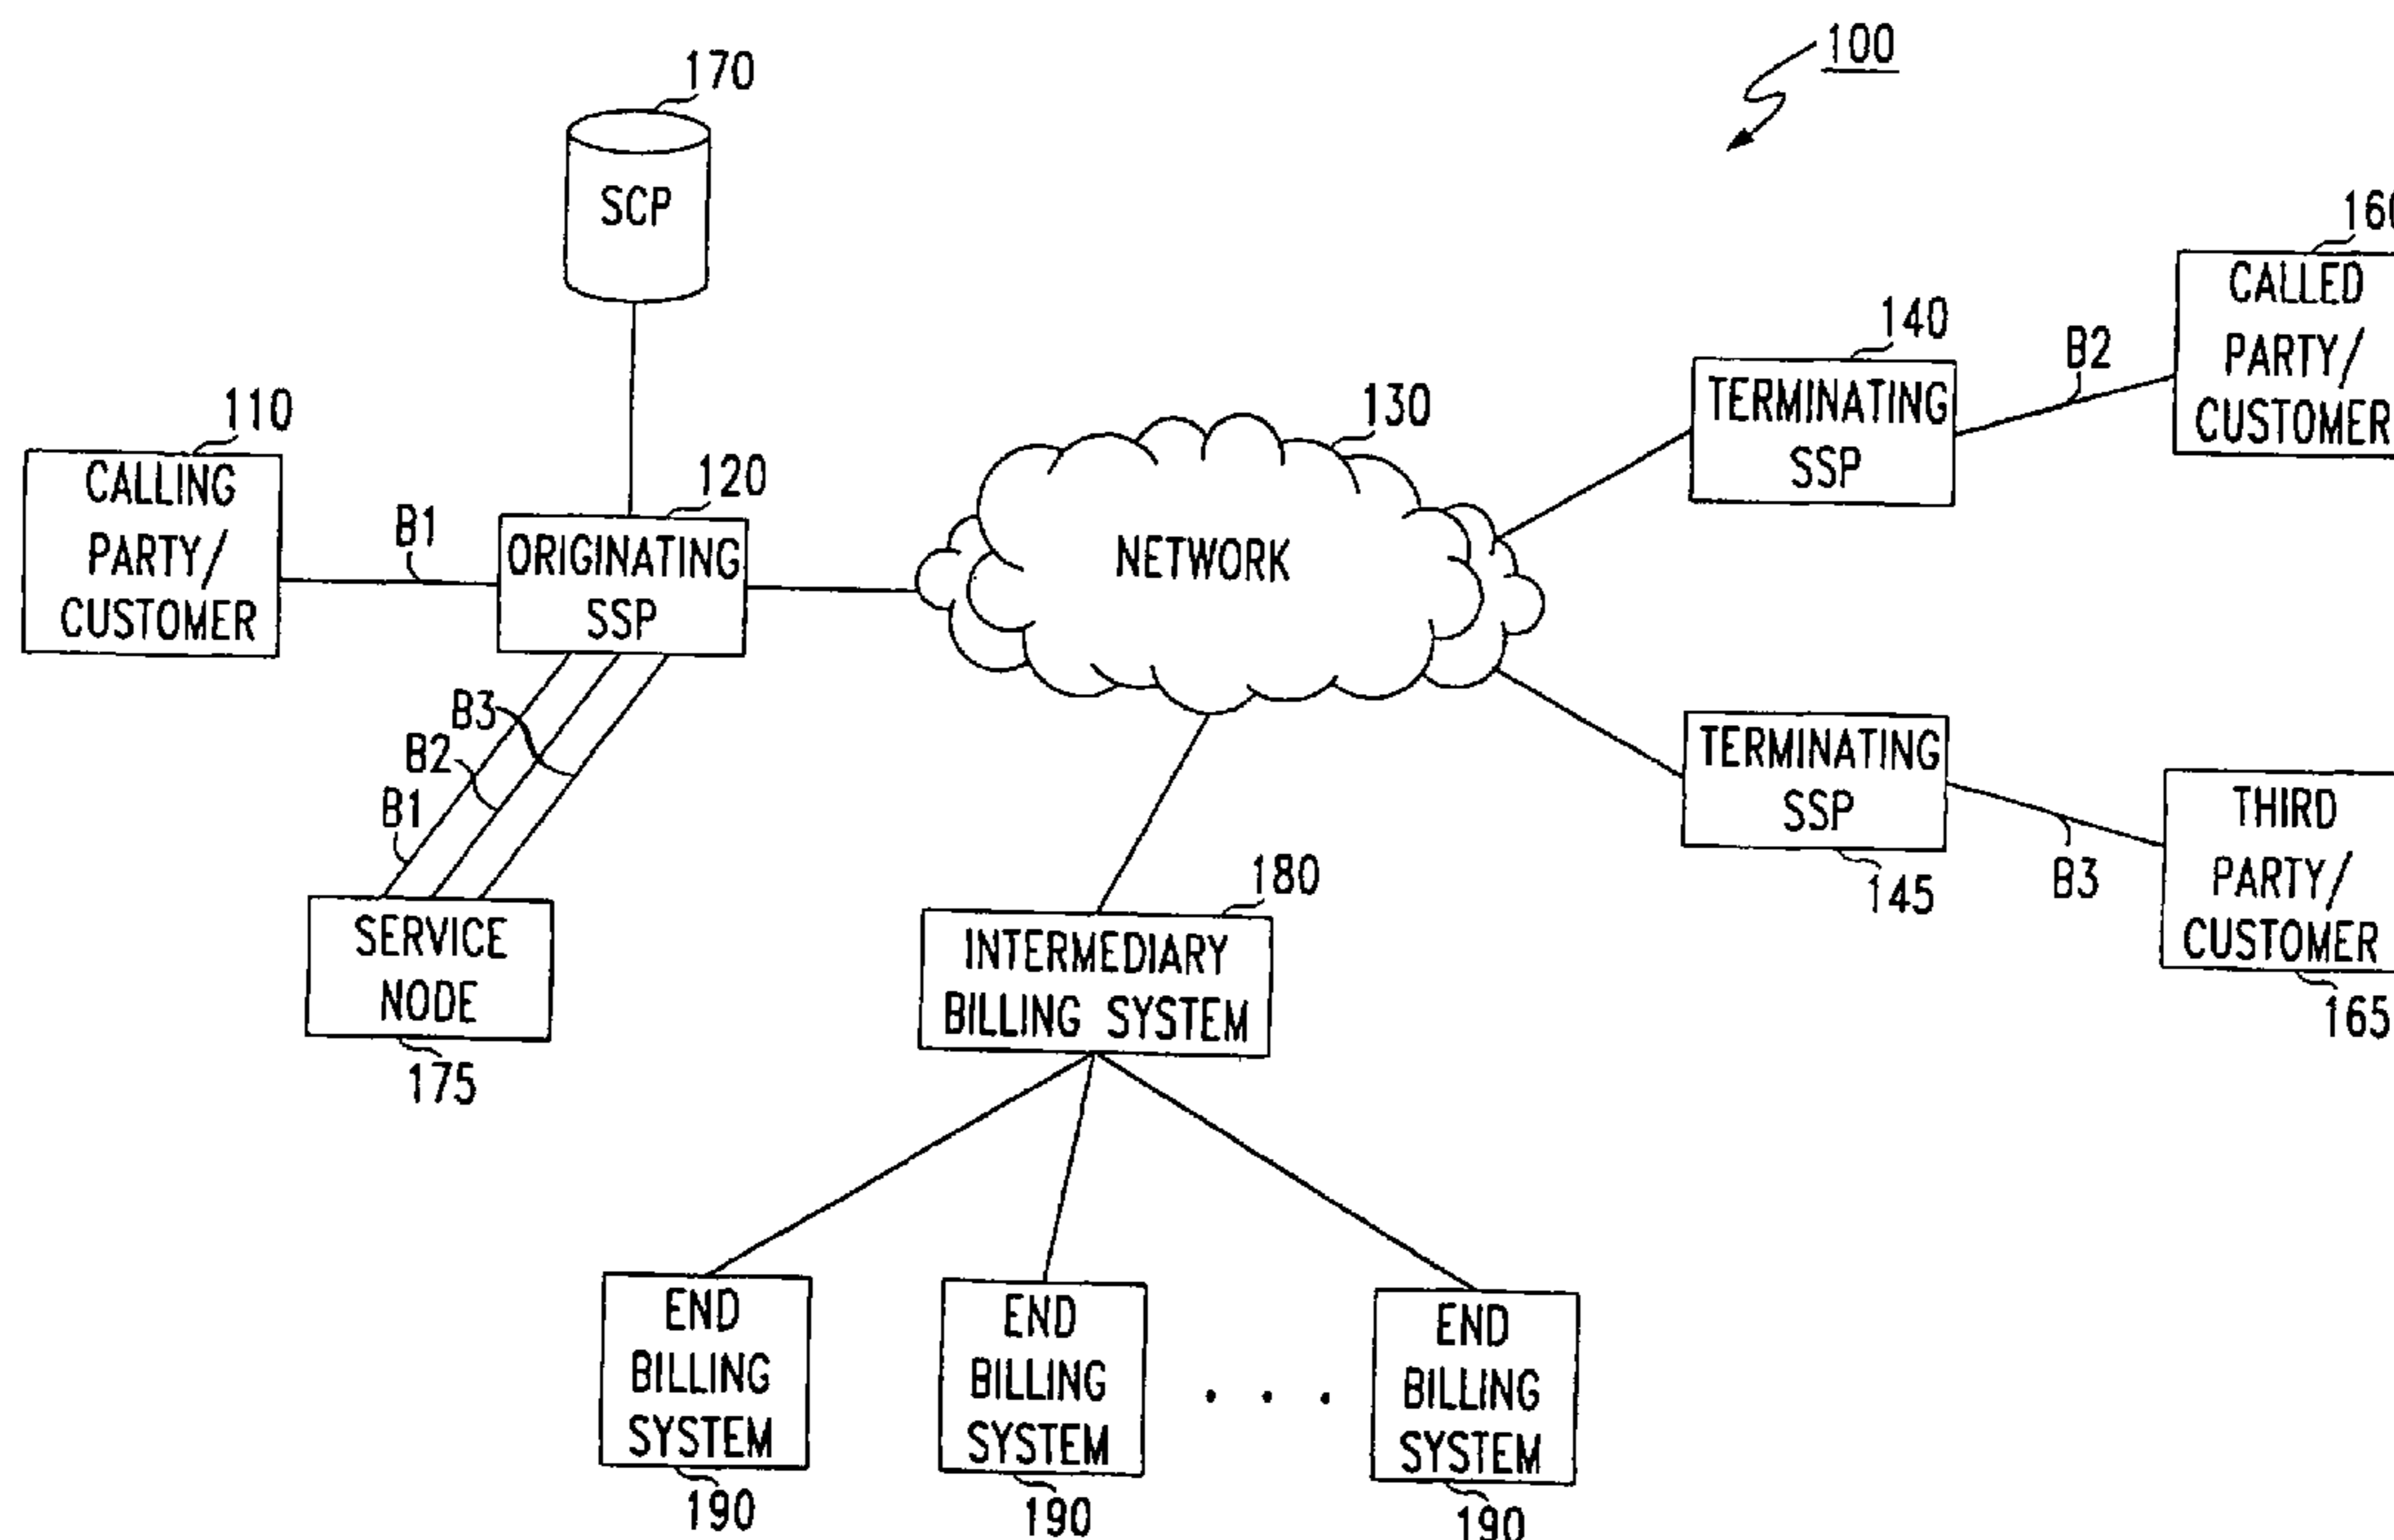 100
170
SCP
160
CALLED
PARTY/
CUSTOMER
140
TERMINATING
SSP
B2
130
NETWORK
110
CALLING
PARTY/
CUSTOMER
B1
120
ORIGINATING
SSP
B3
B2
B1
SERVICE
NODE
175
TERMINATING
SSP
145
B3
THIRD
PARTY/
CUSTOMER
165
180
INTERMEDIARY
BILLING SYSTEM
END
BILLING
SYSTEM
190
END
BILLING
SYSTEM
190
. . .
END
BILLING
SYSTEM
190